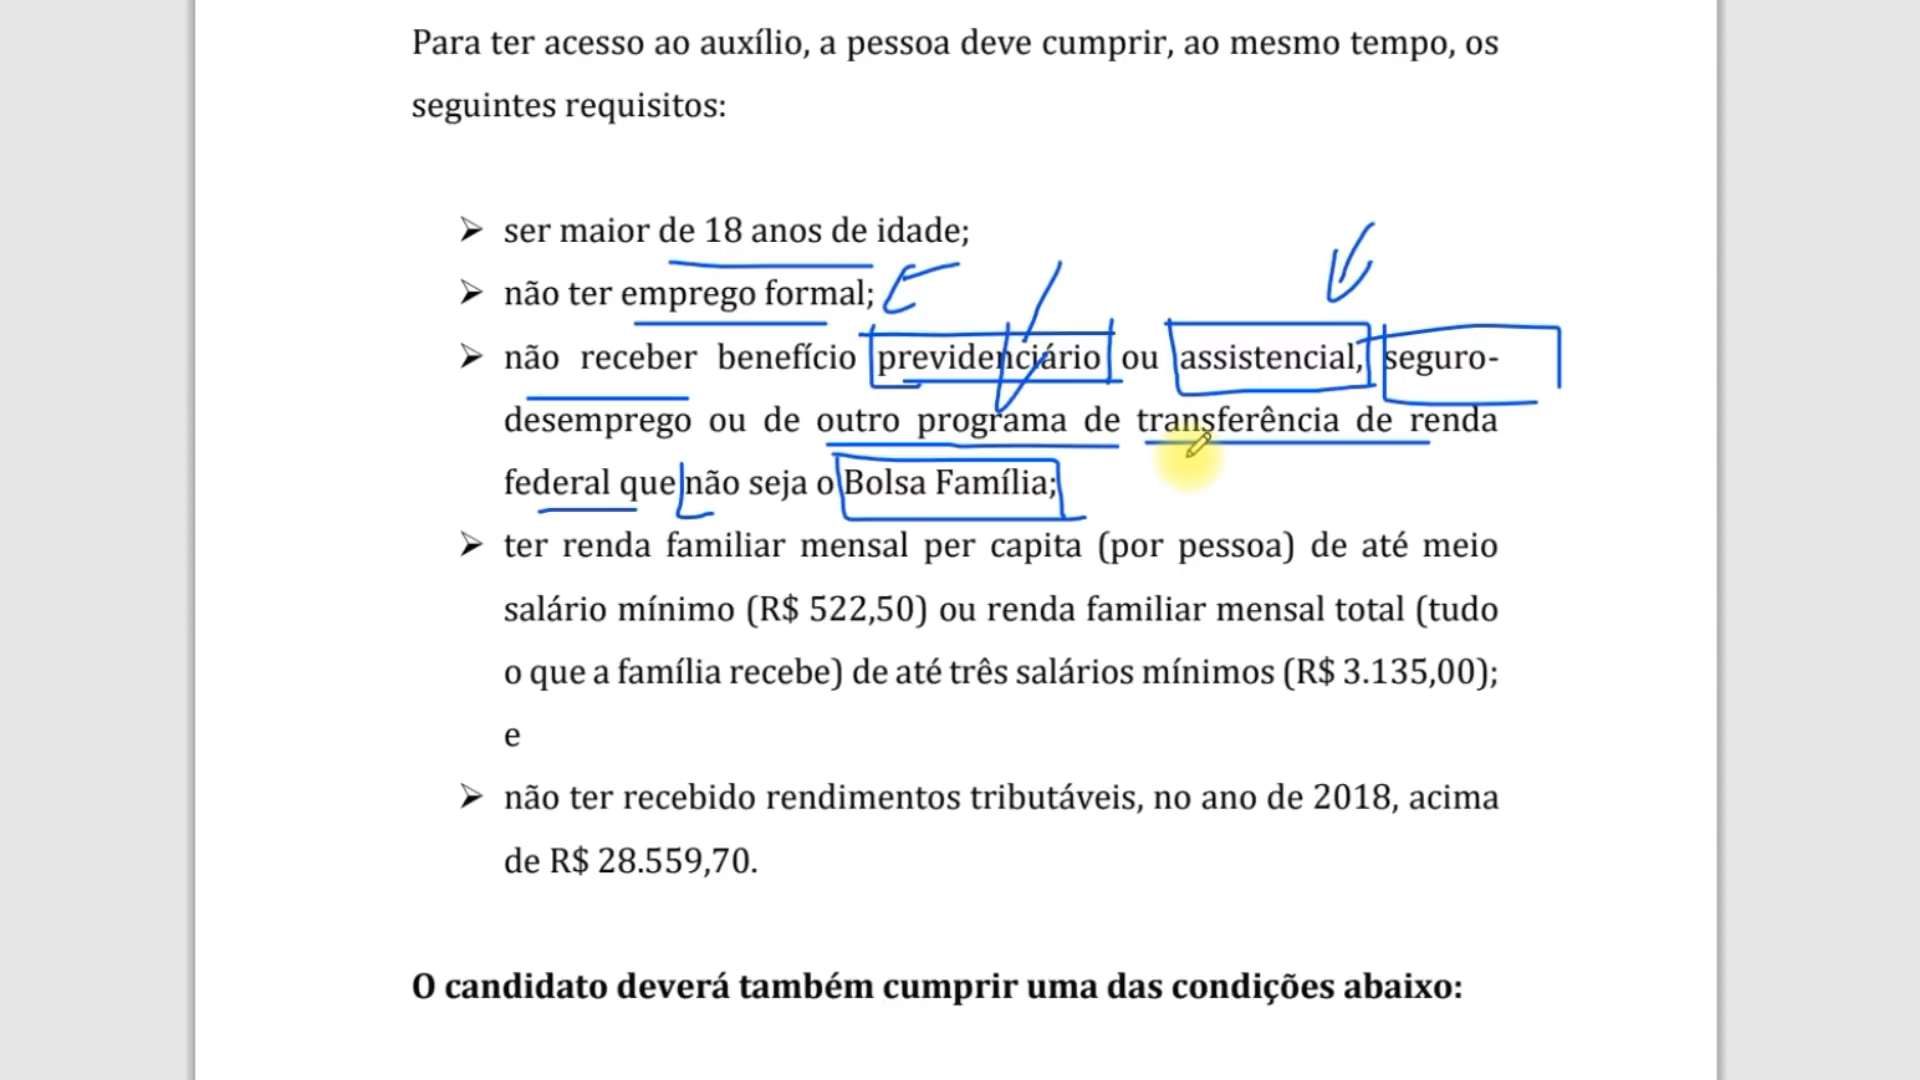 Para ter acesso ao auxílio, a pessoa deve cumprir, ao mesmo tempo, os
seguintes requisitos:
➢ ser maior de 18 anos de idade;
➢ não ter emprego formal;
➢ não receber benefício previdenciário ou assistencial, seguro-
desemprego ou de outro programa de transferência de renda
federal que não seja o Bolsa Família;
➢ ter renda familiar mensal per capita (por pessoa) de até meio
salário mínimo (R$ 522,50) ou renda familiar mensal total (tudo
o que a família recebe) de até três salários mínimos (R$ 3.135,00);
e
➢ não ter recebido rendimentos tributáveis, no ano de 2018, acima
de R$ 28.559,70.
O candidato deverá também cumprir uma das condições abaixo: